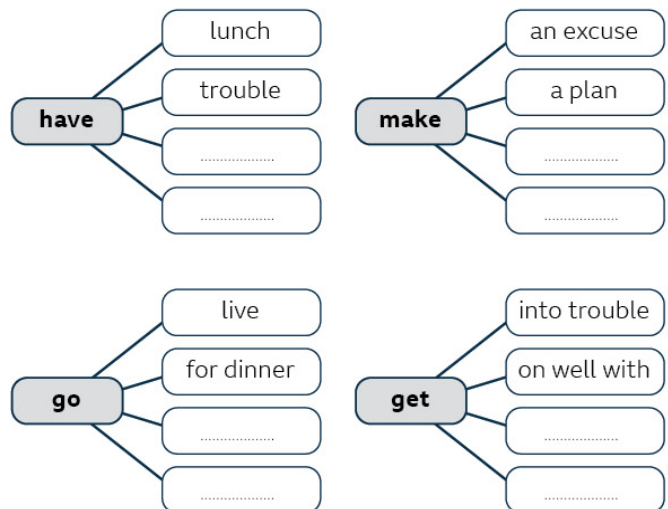 have
lunch
trouble
....................
....................
make
an excuse
a plan
....................
....................
go
live
for dinner
....................
....................
get
into trouble
on well with
....................
....................